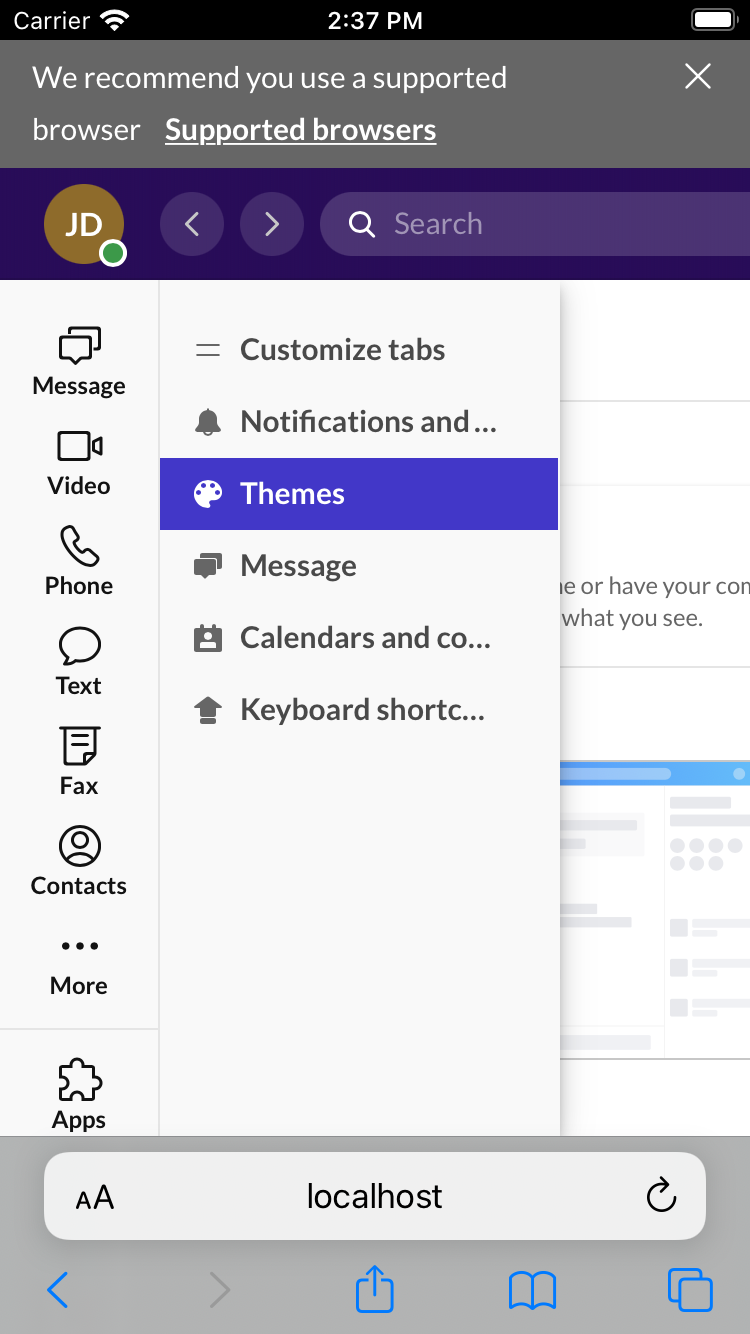 Carrier 2:37 PM
We recommend you use a supported
browser Supported browsers
JD Search
Message
Video
Phone
Text
Fax
Contacts
More
Apps
Customize tabs
Notifications and ...
Themes
Message
Calendars and co...
Keyboard shortc...
or have your
what you see.
AA localhost